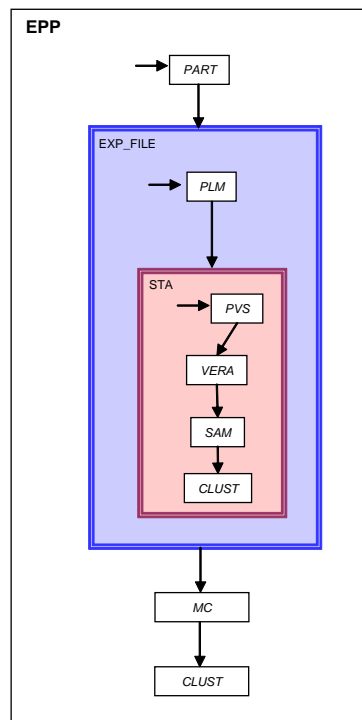 EPP
PART
EXP_FILE
PLM
STA
PVS
VERA
SAM
CLUST
MC
CLUST